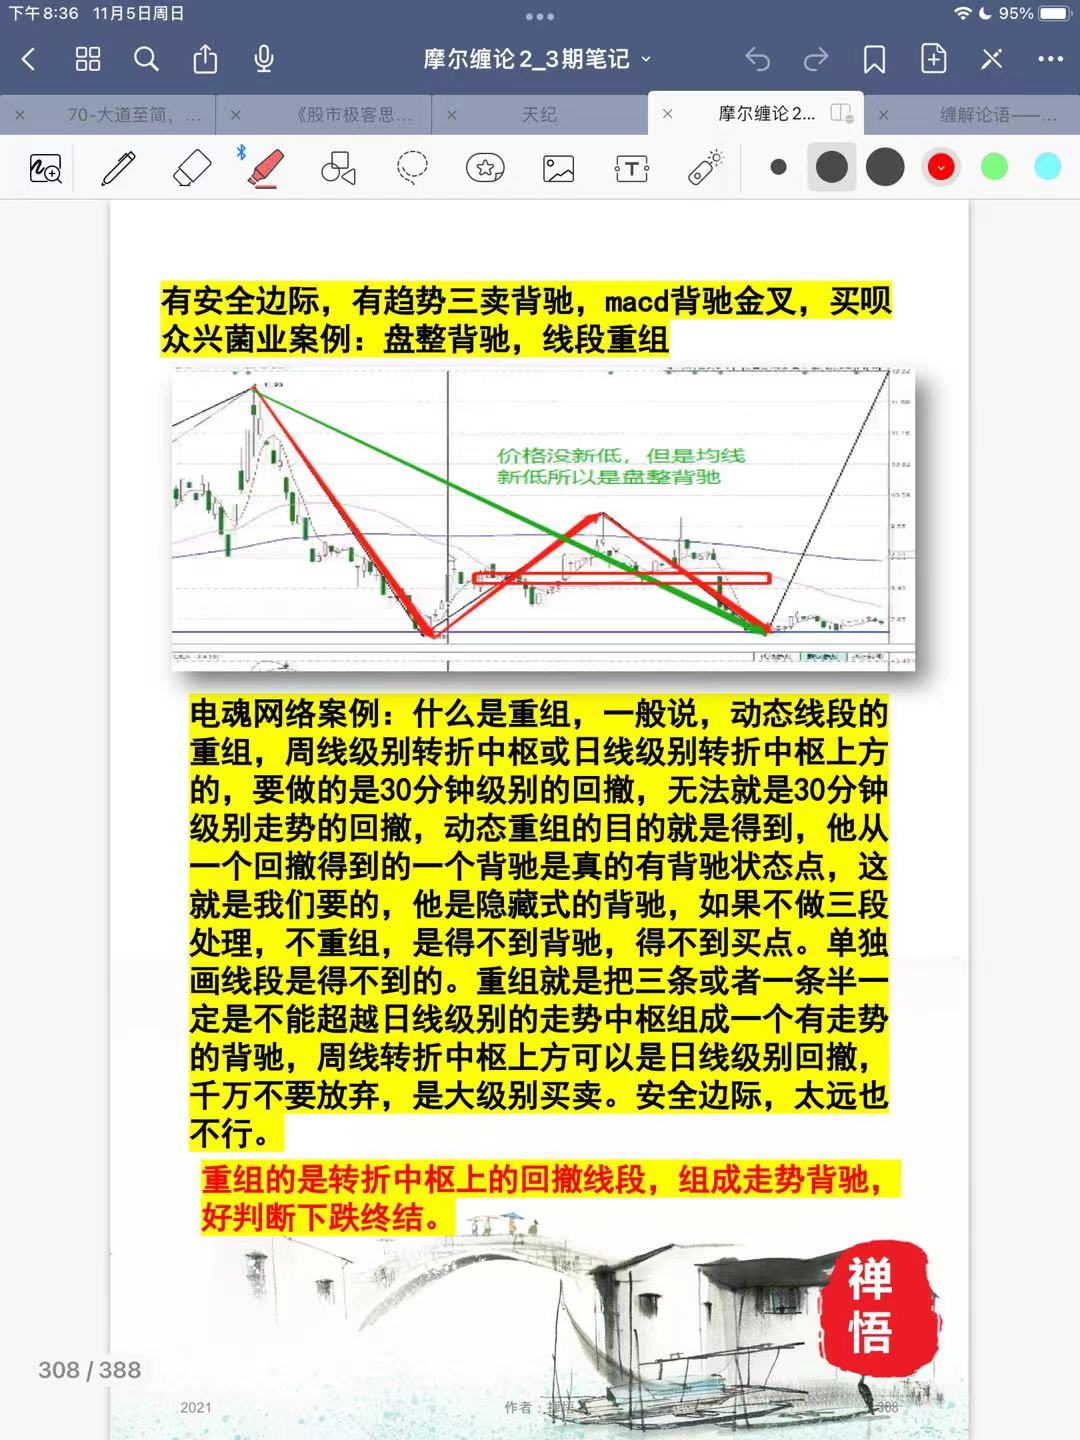 下午8:36 11月5日周日
95%
摩尔缠论2_3期笔记
70-大道至简，...
《股市极客思...
天纪
摩尔缠论2...
缠解论语——...
有安全边际，有趋势三卖背驰，macd背驰金叉，买呗
众兴菌业案例：盘整背驰，线段重组
价格没新低，但是均线
新低所以是盘整背驰
电魂网络案例：什么是重组，一般说，动态线段的
重组，周线级别转折中枢或日线级别转折中枢上方
的，要做的是30分钟级别的回撤，无法就是30分钟
级别走势的回撤，动态重组的目的就是得到，他从
一个回撤得到的一个背驰是真的有背驰状态点，这
就是我们要的，他是隐藏式的背驰，如果不做三段
处理，不重组，是得不到背驰，得不到买点。单独
画线段是得不到的。重组就是把三条或者一条半一
定是不能超越日线级别的走势中枢组成一个有走势
的背驰，周线转折中枢上方可以是日线级别回撤，
千万不要放弃，是大级别买卖。安全边际，太远也
不行。
重组的是转折中枢上的回撤线段，组成走势背驰，
好判断下跌终结。
禅
悟
308 / 388
2021
作者：禅悟
308